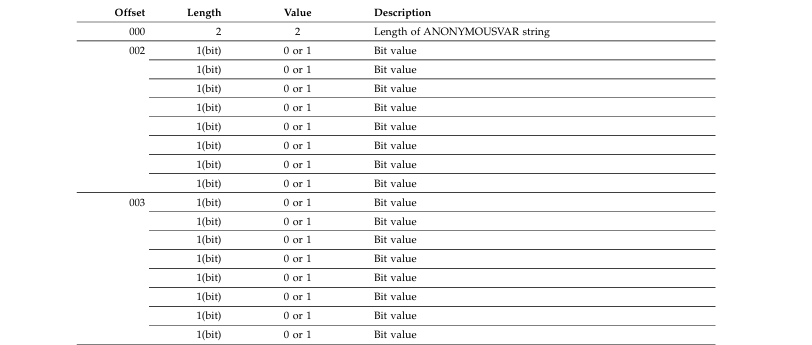 Offset Length Value Description
000 2 2 Length of ANONYMOUSVAR string
002 1(bit) 0 or 1 Bit value
1(bit) 0 or 1 Bit value
1(bit) 0 or 1 Bit value
1(bit) 0 or 1 Bit value
1(bit) 0 or 1 Bit value
1(bit) 0 or 1 Bit value
1(bit) 0 or 1 Bit value
1(bit) 0 or 1 Bit value
003 1(bit) 0 or 1 Bit value
1(bit) 0 or 1 Bit value
1(bit) 0 or 1 Bit value
1(bit) 0 or 1 Bit value
1(bit) 0 or 1 Bit value
1(bit) 0 or 1 Bit value
1(bit) 0 or 1 Bit value
1(bit) 0 or 1 Bit value